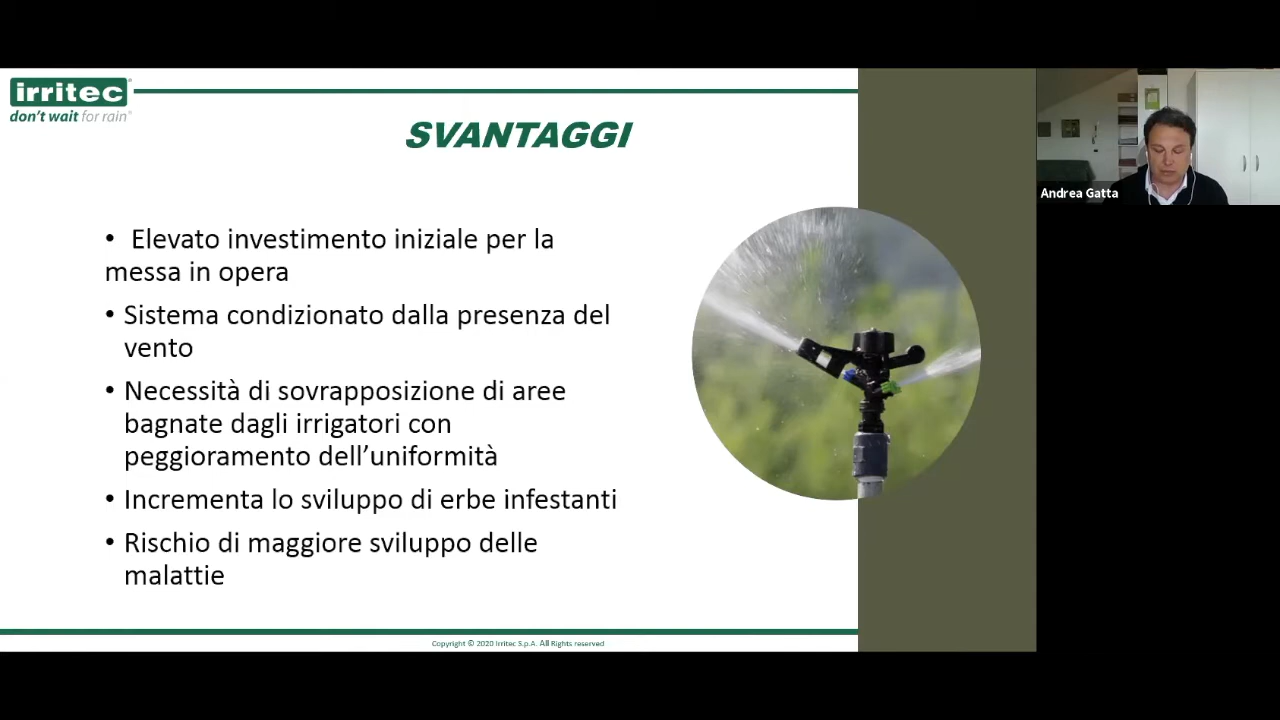 irritec
don't wait for rain
SVANTAGGI
• Elevato investimento iniziale per la
messa in opera
• Sistema condizionato dalla presenza del
vento
• Necessità di sovrapposizione di aree
bagnate dagli irrigatori con
peggioramento dell’uniformità
• Incrementa lo sviluppo di erbe infestanti
• Rischio di maggiore sviluppo delle
malattie
Copyright © 2020 Irritec S.p.A. All Rights reserved
Andrea Gatta